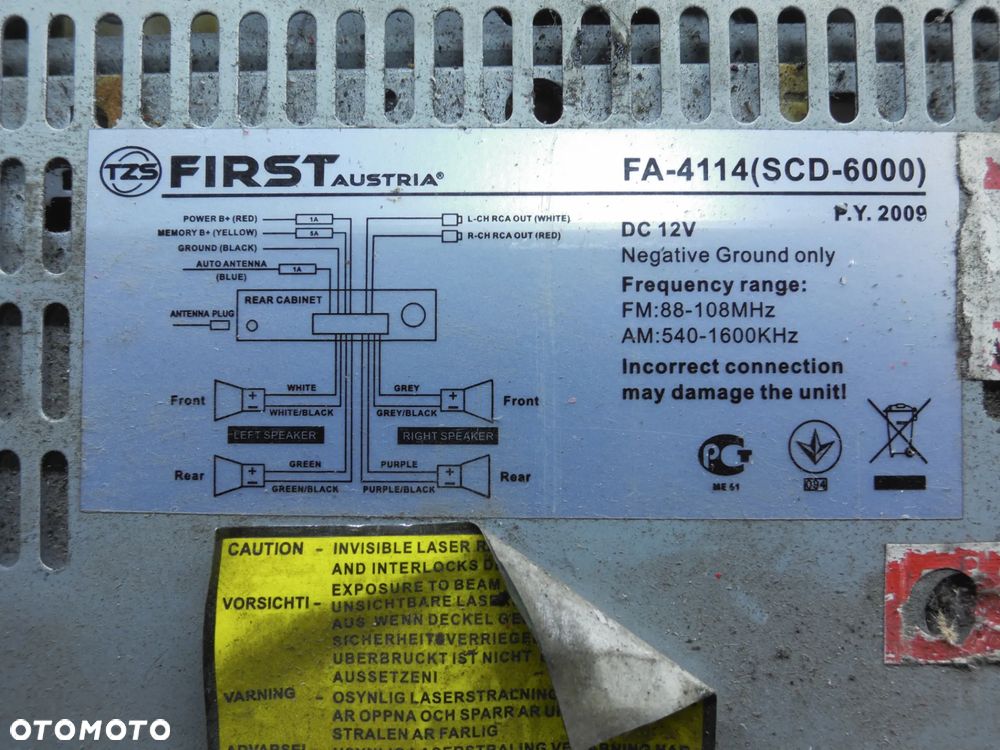 TZS FIRST AUSTRIA®
FA-4114(SCD-6000)
P.Y. 2009
POWER B+ (RED)
1A
MEMORY B+ (YELLOW)
5A
GROUND (BLACK)
AUTO ANTENNA
(BLUE)
1A
L-CH RCA OUT (WHITE)
R-CH RCA OUT (RED)
REAR CABINET
ANTENNA PLUG
DC 12V
Negative Ground only
Frequency range:
FM:88-108MHz
AM:540-1600KHz
Incorrect connection
may damage the unit!
Front
+
–
WHITE
WHITE/BLACK
GREY
GREY/BLACK
+
–
Front
LEFT SPEAKER
RIGHT SPEAKER
Rear
+
–
GREEN
GREEN/BLACK
PURPLE
PURPLE/BLACK
+
–
Rear
ME 61
094
CAUTION - INVISIBLE LASER
AND INTERLOCKS
EXPOSURE TO BEAM
VORSICHTI - UNSICHTBARE
AUS, WENN DECKEL
UBERBRUCKT IST NICHT
AUSSETZENI
VARNING - OSYNLIG LASERSTRALNING
AR OPPNA OCH SPARR AR
STRALEN AR FARLIG
OTOMOTO